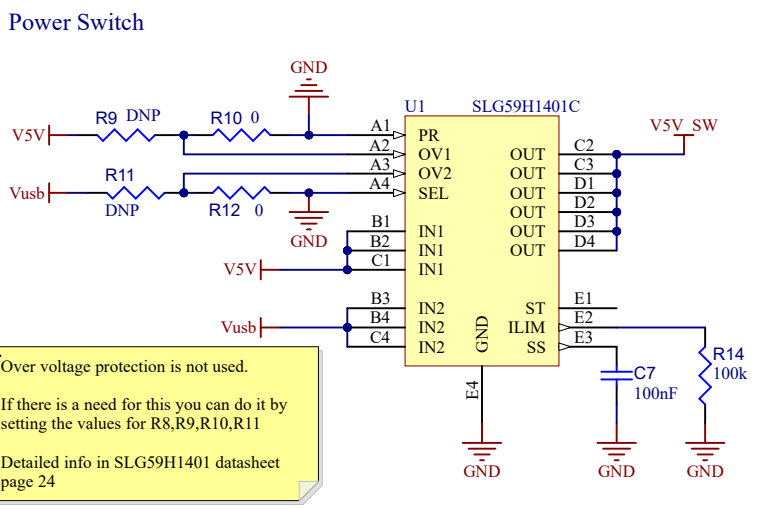 Power Switch
GND
R9 DNP
R10 0
U1
SLG59H1401C
V5V
A1
PR
V5V_SW
A2
OV1
OUT
C2
R11
A3
OV2
OUT
C3
Vusb
A4
SEL
OUT
D1
DNP
R12 0
OUT
D2
GND
B1
IN1
OUT
D3
B2
IN1
OUT
D4
V5V
C1
IN1
B3
IN2
ST
E1
Vusb
B4
IN2
ILIM
E2
C4
IN2
GND
SS
E3
R14
100k
C7
100nF
E4
GND
GND
GND
Over voltage protection is not used.
If there is a need for this you can do it by
setting the values for R8,R9,R10,R11
Detailed info in SLG59H1401 datasheet
page 24